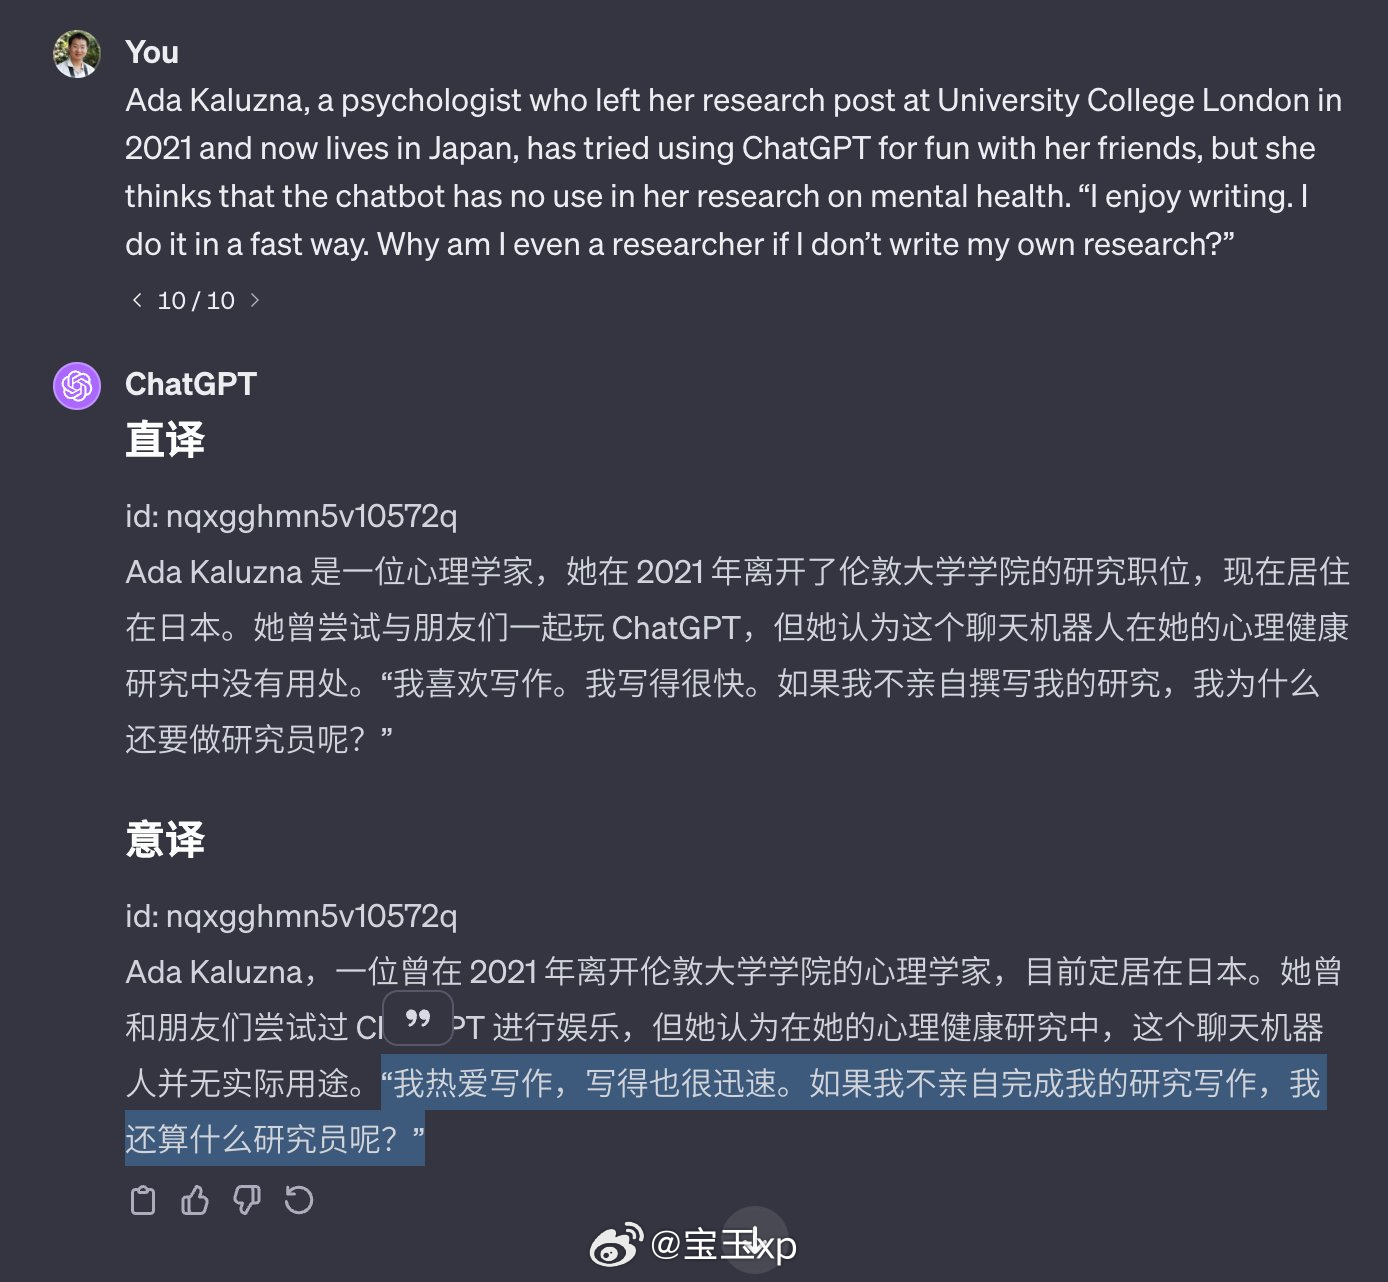 You
Ada Kaluzna, a psychologist who left her research post at University College London in
2021 and now lives in Japan, has tried using ChatGPT for fun with her friends, but she
thinks that the chatbot has no use in her research on mental health. “I enjoy writing. I
do it in a fast way. Why am I even a researcher if I don’t write my own research?”
10 / 10
ChatGPT
直译
id: nqxgghmn5v10572q
Ada Kaluzna 是一位心理学家，她在 2021 年离开了伦敦大学学院的研究职位，现在居住
在日本。她曾尝试与朋友们一起玩 ChatGPT，但她认为这个聊天机器人在她的心理健康
研究中没有用处。“我喜欢写作。我写得很快。如果我不亲自撰写我的研究，我为什么
还要做研究员呢？”
意译
id: nqxgghmn5v10572q
Ada Kaluzna，一位曾在 2021 年离开伦敦大学学院的心理学家，目前定居在日本。她曾
和朋友们尝试过 进行娱乐，但她认为在她的心理健康研究中，这个聊天机器
人并无实际用途。“我热爱写作，写得也很迅速。如果我不亲自完成我的研究写作，我
还算什么研究员呢？”